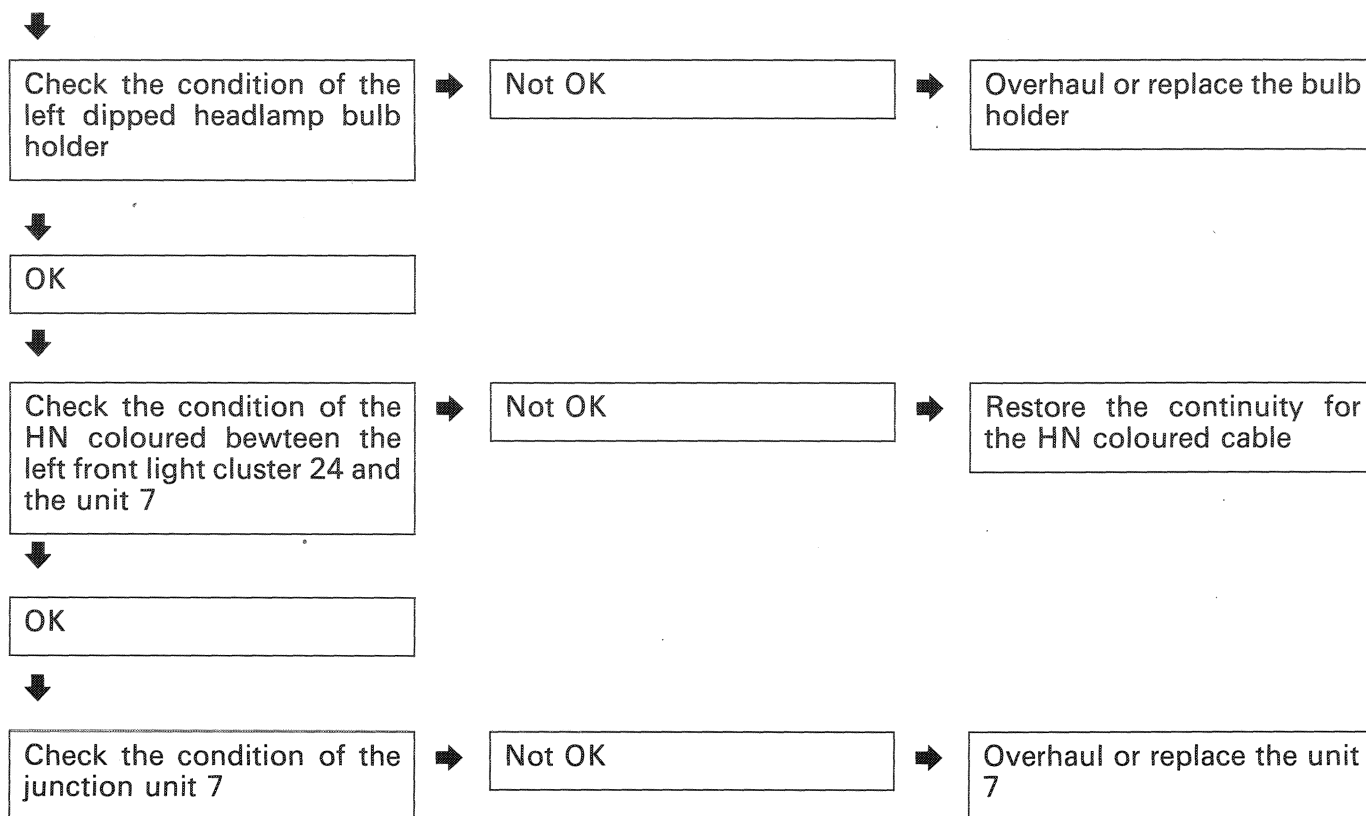 Check the condition of the
left dipped headlamp bulb
holder
Not OK
Overhaul or replace the bulb
holder
OK
Check the condition of the
HN coloured bewteen the
left front light cluster 24 and
the unit 7
Not OK
Restore the continuity for
the HN coloured cable
OK
Check the condition of the
junction unit 7
Not OK
Overhaul or replace the unit
7